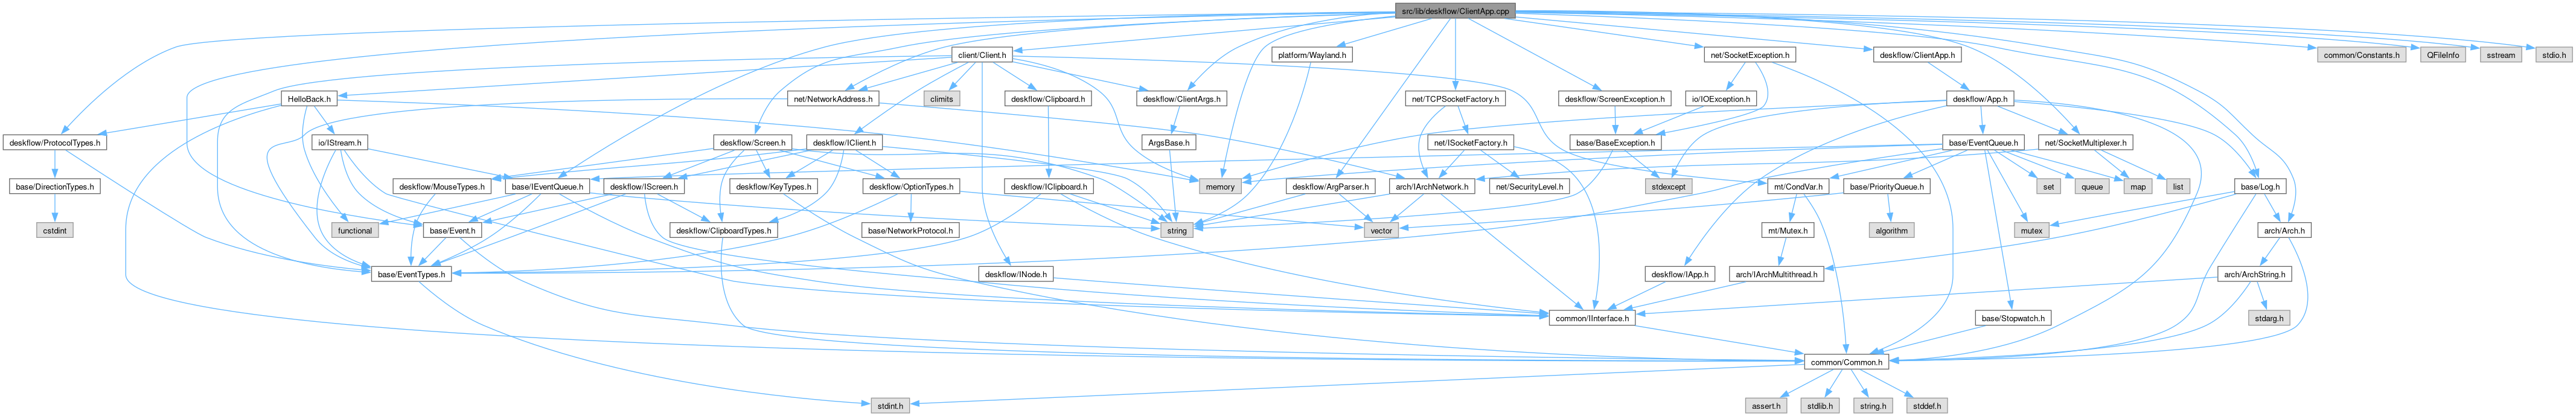 src/lib/deskflow/ClientApp.cpp
client/Client.h
platform/Wayland.h
net/SocketException.h
deskflow/ClientApp.h
common/Constants.h
QFileInfo
sstream
stdio.h
HelloBack.h
net/NetworkAddress.h
climits
deskflow/Clipboard.h
deskflow/ClientArgs.h
net/TCPSocketFactory.h
deskflow/ScreenException.h
io/IOException.h
deskflow/App.h
deskflow/ProtocolTypes.h
io/IStream.h
deskflow/Screen.h
deskflow/IClient.h
ArgsBase.h
net/ISocketFactory.h
base/BaseException.h
base/EventQueue.h
net/SocketMultiplexer.h
base/DirectionTypes.h
deskflow/MouseTypes.h
base/IEventQueue.h
deskflow/IScreen.h
deskflow/KeyTypes.h
deskflow/OptionTypes.h
deskflow/IClipboard.h
memory
deskflow/ArgParser.h
arch/IArchNetwork.h
net/SecurityLevel.h
stdexcept
mt/CondVar.h
base/PriorityQueue.h
set
queue
map
list
base/Log.h
cstdint
functional
base/Event.h
deskflow/ClipboardTypes.h
base/NetworkProtocol.h
string
vector
mt/Mutex.h
algorithm
mutex
arch/Arch.h
base/EventTypes.h
deskflow/INode.h
deskflow/IApp.h
arch/IArchMultithread.h
arch/ArchString.h
common/IInterface.h
base/Stopwatch.h
stdarg.h
common/Common.h
stdint.h
assert.h
stdlib.h
string.h
stddef.h